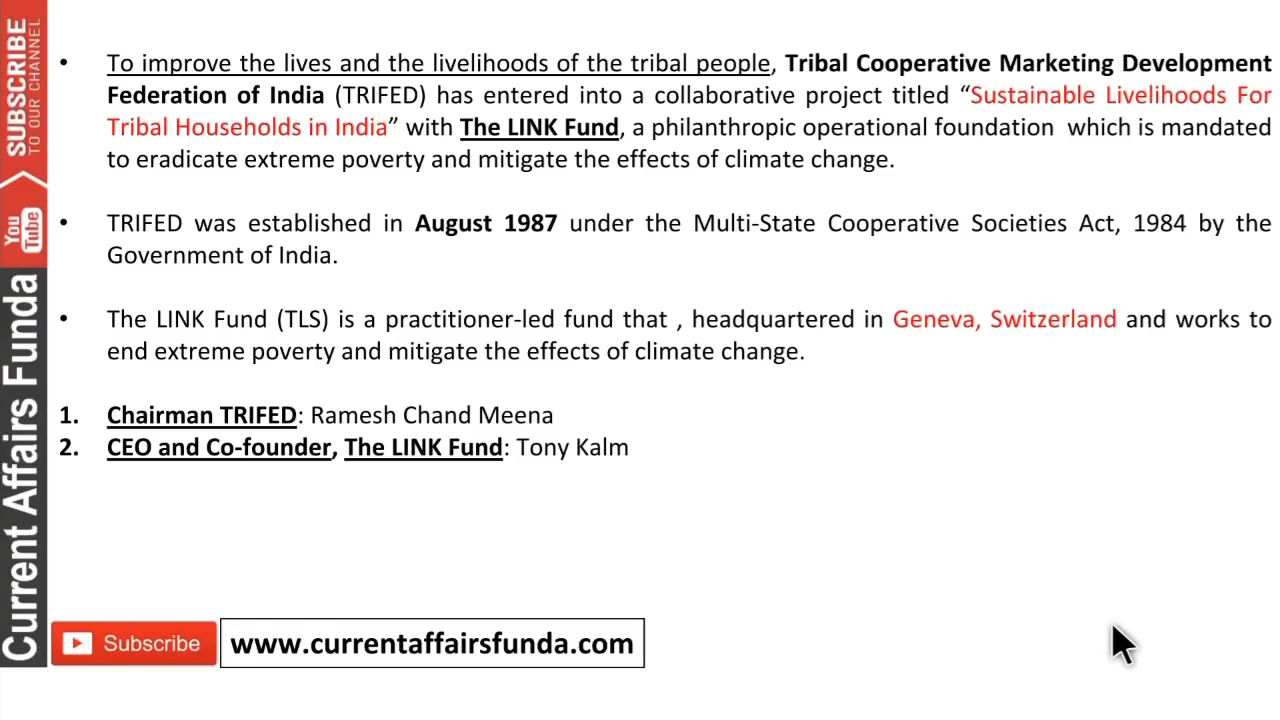 • To improve the lives and the livelihoods of the tribal people, Tribal Cooperative Marketing Development
Federation of India (TRIFED) has entered into a collaborative project titled “Sustainable Livelihoods For
Tribal Households in India” with The LINK Fund, a philanthropic operational foundation which is mandated
to eradicate extreme poverty and mitigate the effects of climate change.
• TRIFED was established in August 1987 under the Multi-State Cooperative Societies Act, 1984 by the
Government of India.
• The LINK Fund (TLS) is a practitioner-led fund that , headquartered in Geneva, Switzerland and works to
end extreme poverty and mitigate the effects of climate change.
1. Chairman TRIFED: Ramesh Chand Meena
2. CEO and Co-founder, The LINK Fund: Tony Kalm
SUBSCRIBE
TO OUR CHANNEL
You
Tube
Current Affairs Funda
Subscribe
www.currentaffairsfunda.com